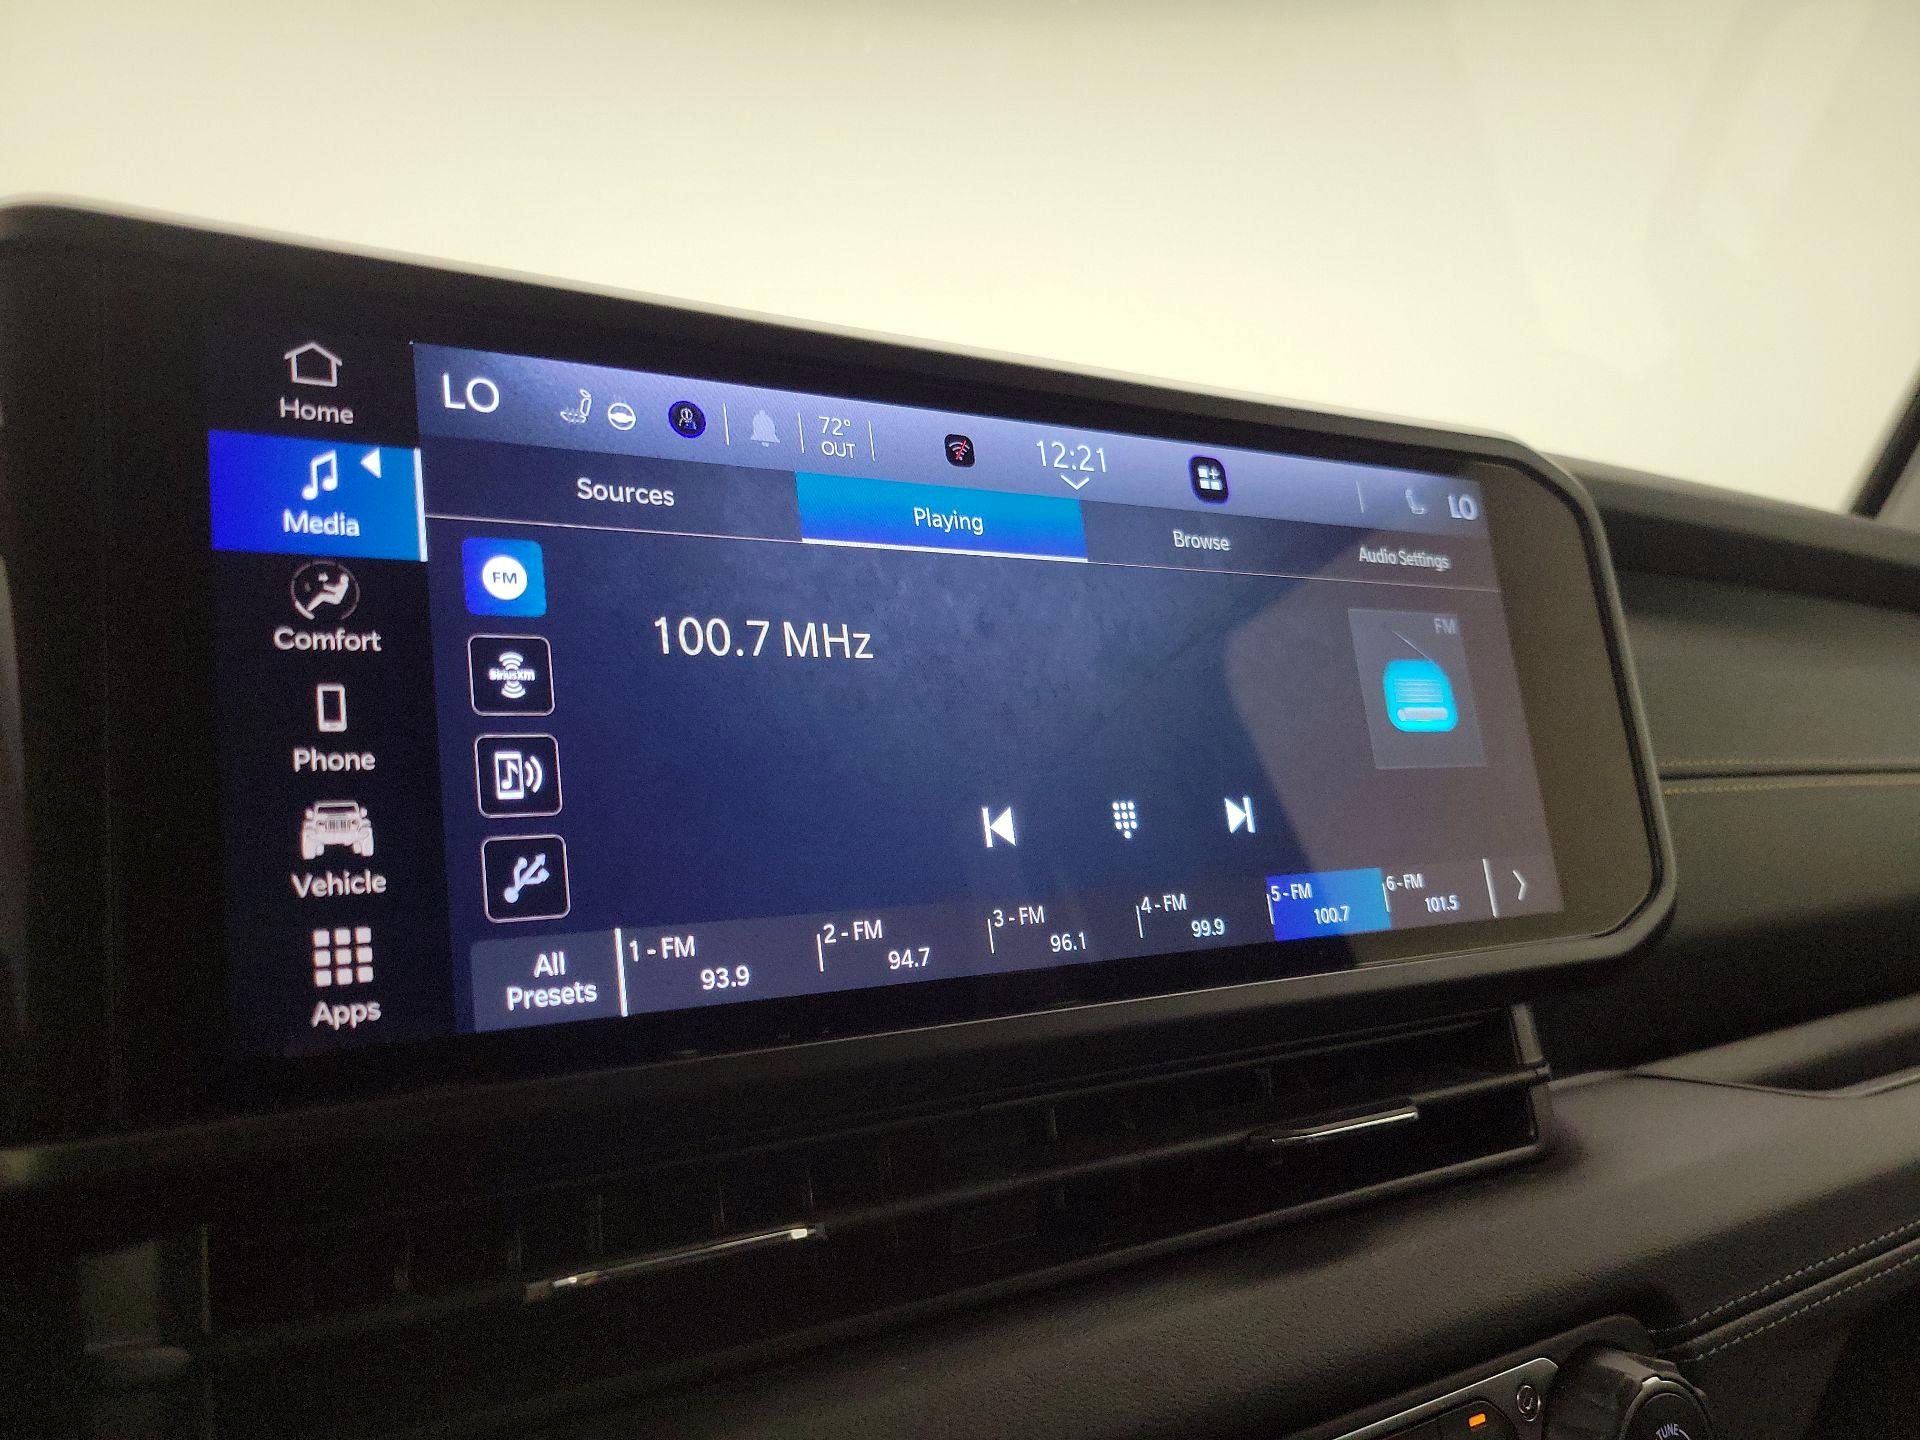 Home
Media
Comfort
Phone
Vehicle
Apps
LO
72°
OUT
12:21
LO
Sources
Playing
Browse
Audio Settings
FM
SiriusXM
100.7 MHz
FM
All
Presets
1 - FM
93.9
2 - FM
94.7
3 - FM
96.1
4 - FM
99.9
5 - FM
100.7
6 - FM
101.5
TUNE